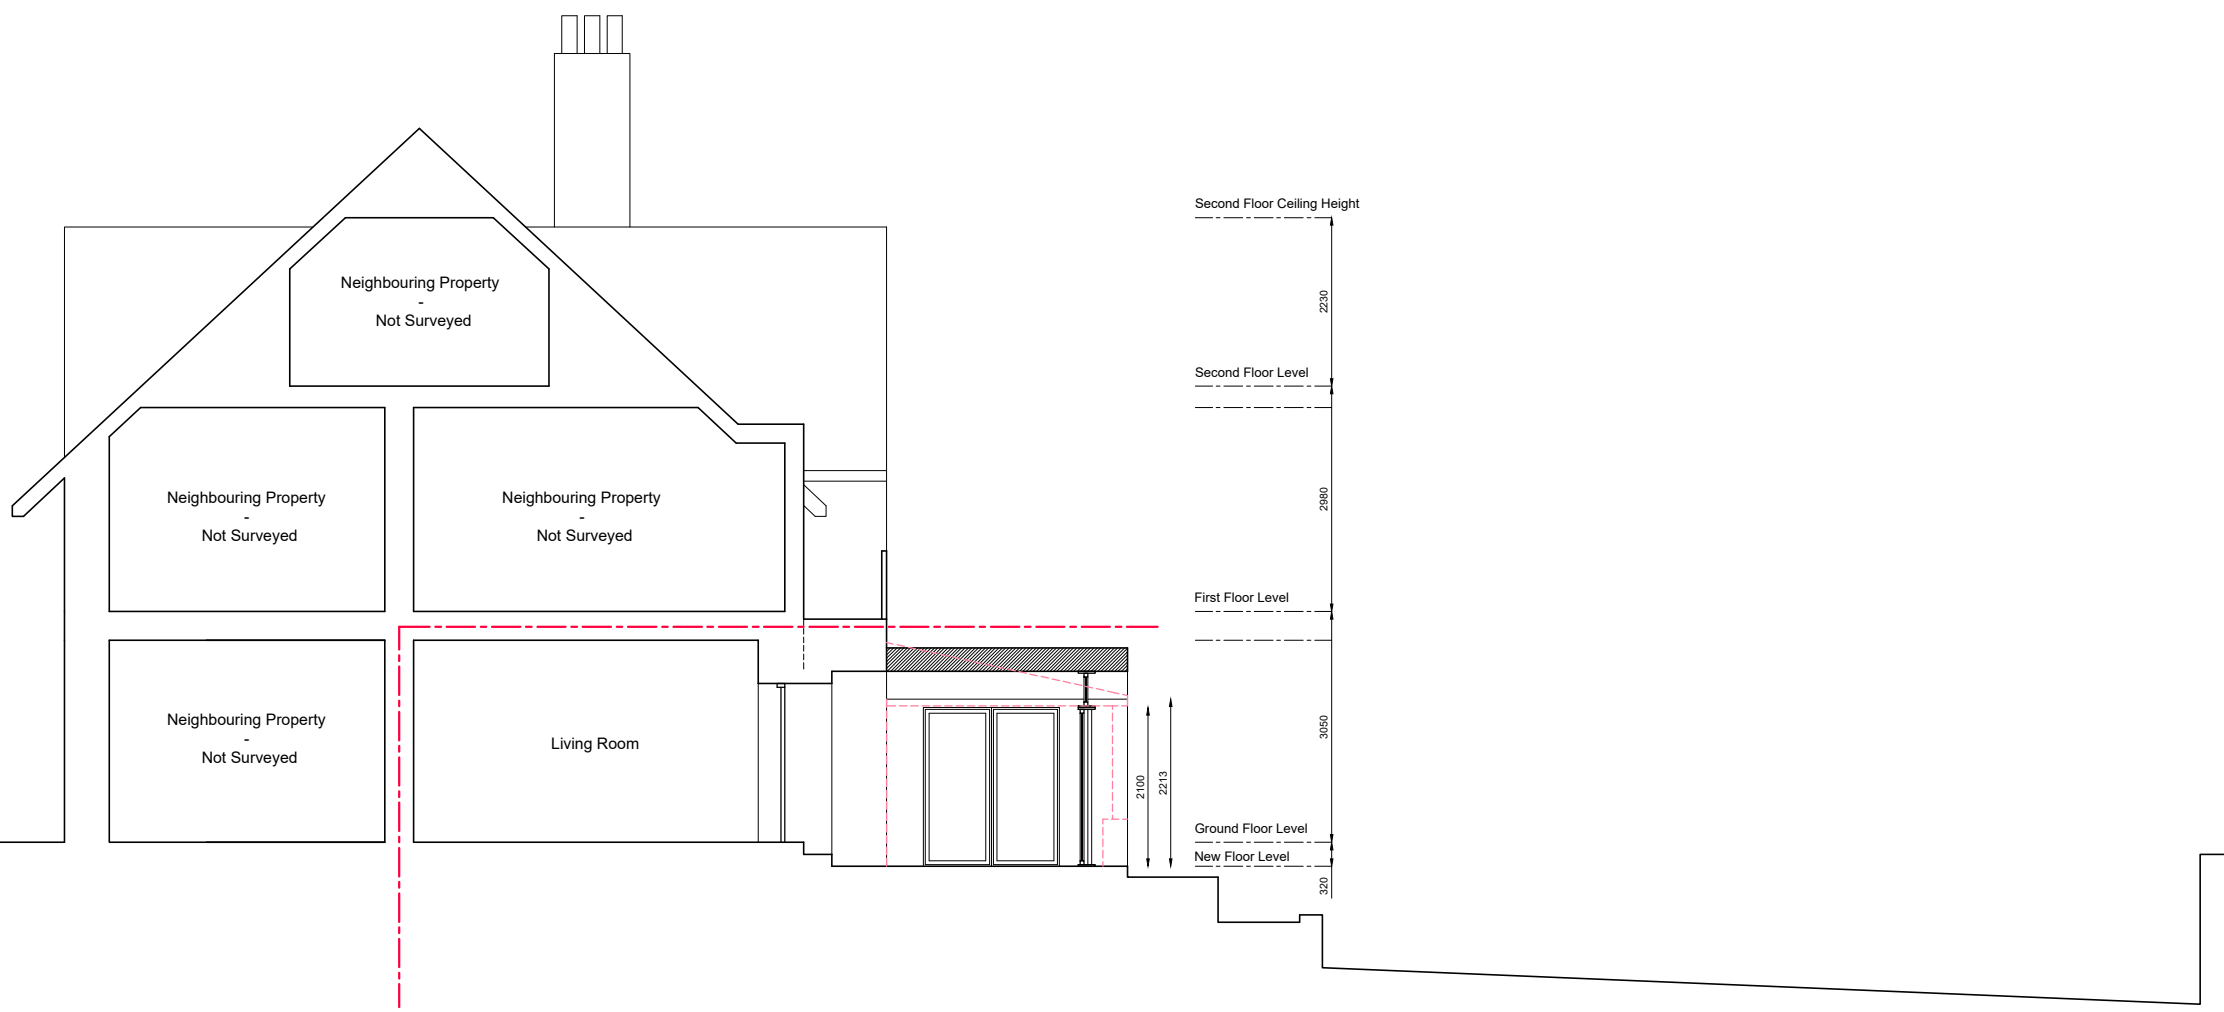 Second Floor Ceiling Height
Neighbouring Property
-
Not Surveyed
2230
Second Floor Level
Neighbouring Property
-
Not Surveyed
Neighbouring Property
-
Not Surveyed
2980
First Floor Level
Neighbouring Property
-
Not Surveyed
Living Room
2100
2213
3050
Ground Floor Level
New Floor Level
320